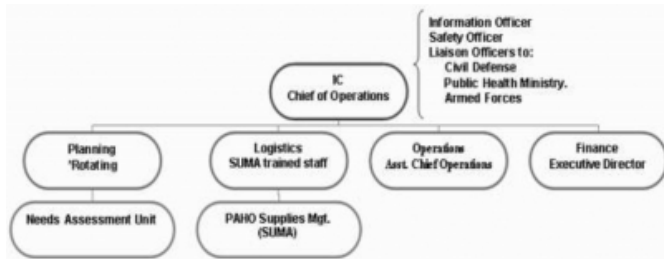 Information Officer
Safety Officer
Liaison Officers to:
Civil Defense
Public Health Ministry.
Armed Forces
IC
Chief of Operations
Planning
*Rotating
Logistics
SUMA trained staff
Operations
Asst. Chief Operations
Finance
Executive Director
Needs Assessment Unit
PAHO Supplies Mgt.
(SUMA)